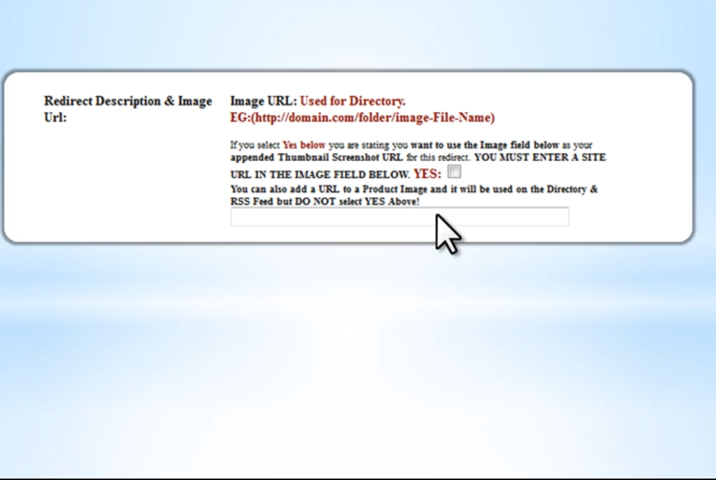 Redirect Description & Image
Url:
Image URL: Used for Directory.
EG:(http://domain.com/folder/image-File-Name)
If you select Yes below you are stating you want to use the Image field below as your
appended Thumbnail Screenshot URL for this redirect. YOU MUST ENTER A SITE
URL IN THE IMAGE FIELD BELOW. YES:
You can also add a URL to a Product Image and it will be used on the Directory &
RSS Feed but DO NOT select YES Above!